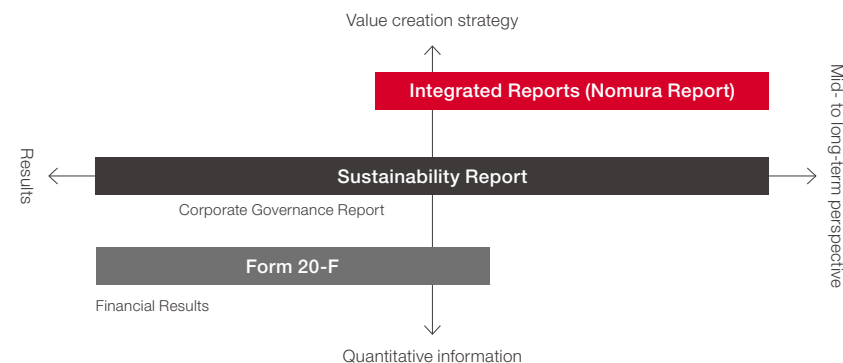 Value creation strategy
Integrated Reports (Nomura Report)
Mid- to long-term perspective
Results
Sustainability Report
Corporate Governance Report
Form 20-F
Financial Results
Quantitative information